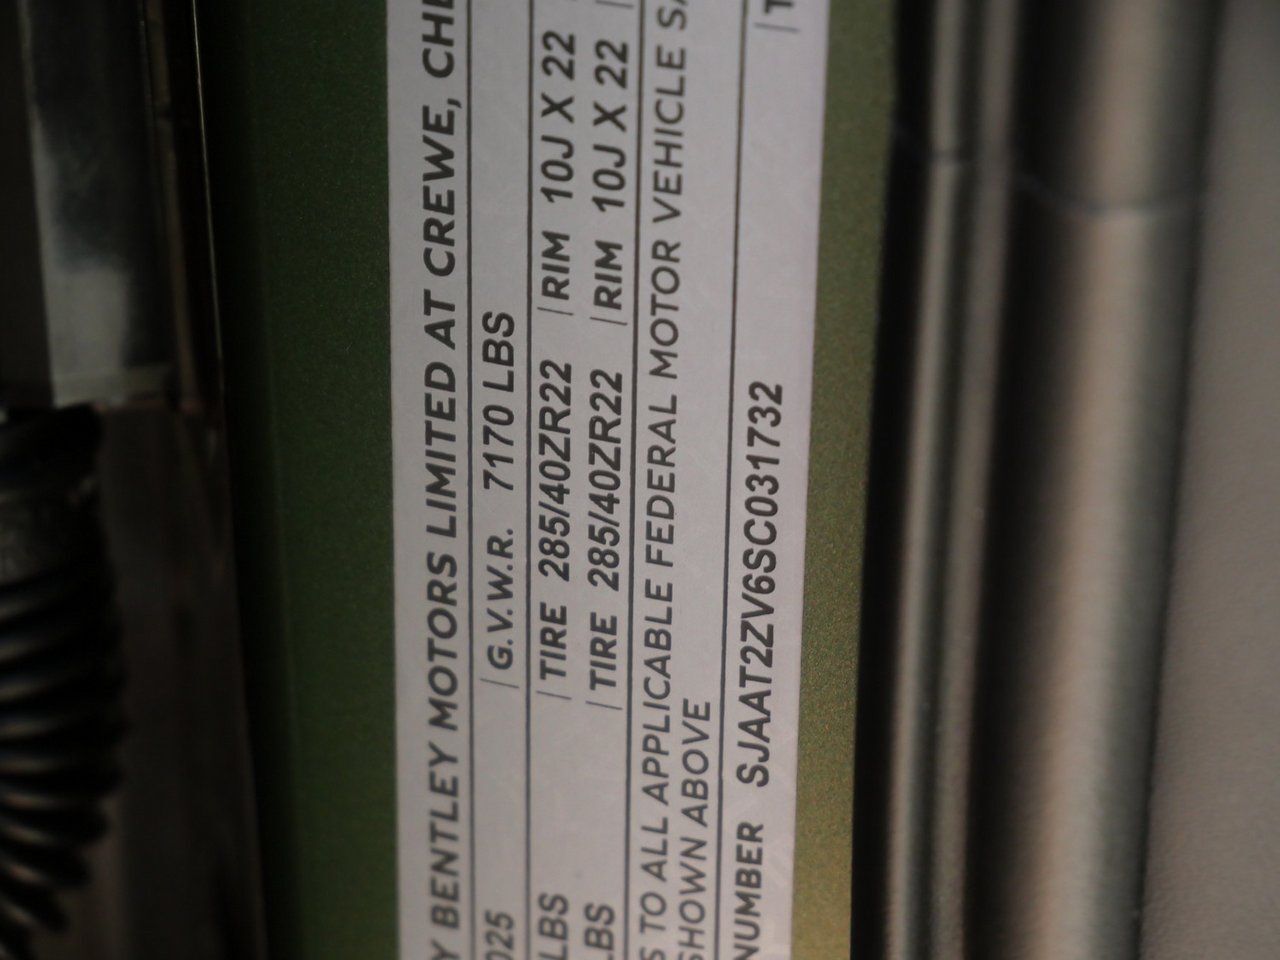 Y BENTLEY MOTORS LIMITED AT CREWE, CHE
025 | G.V.W.R. 7170 LBS
LBS | TIRE 285/40ZR22 | RIM 10J X 22
LBS | TIRE 285/40ZR22 | RIM 10J X 22 |
S TO ALL APPLICABLE FEDERAL MOTOR VEHICLE SA
SHOWN ABOVE
NUMBER SJAAT2ZV6SC031732 | T